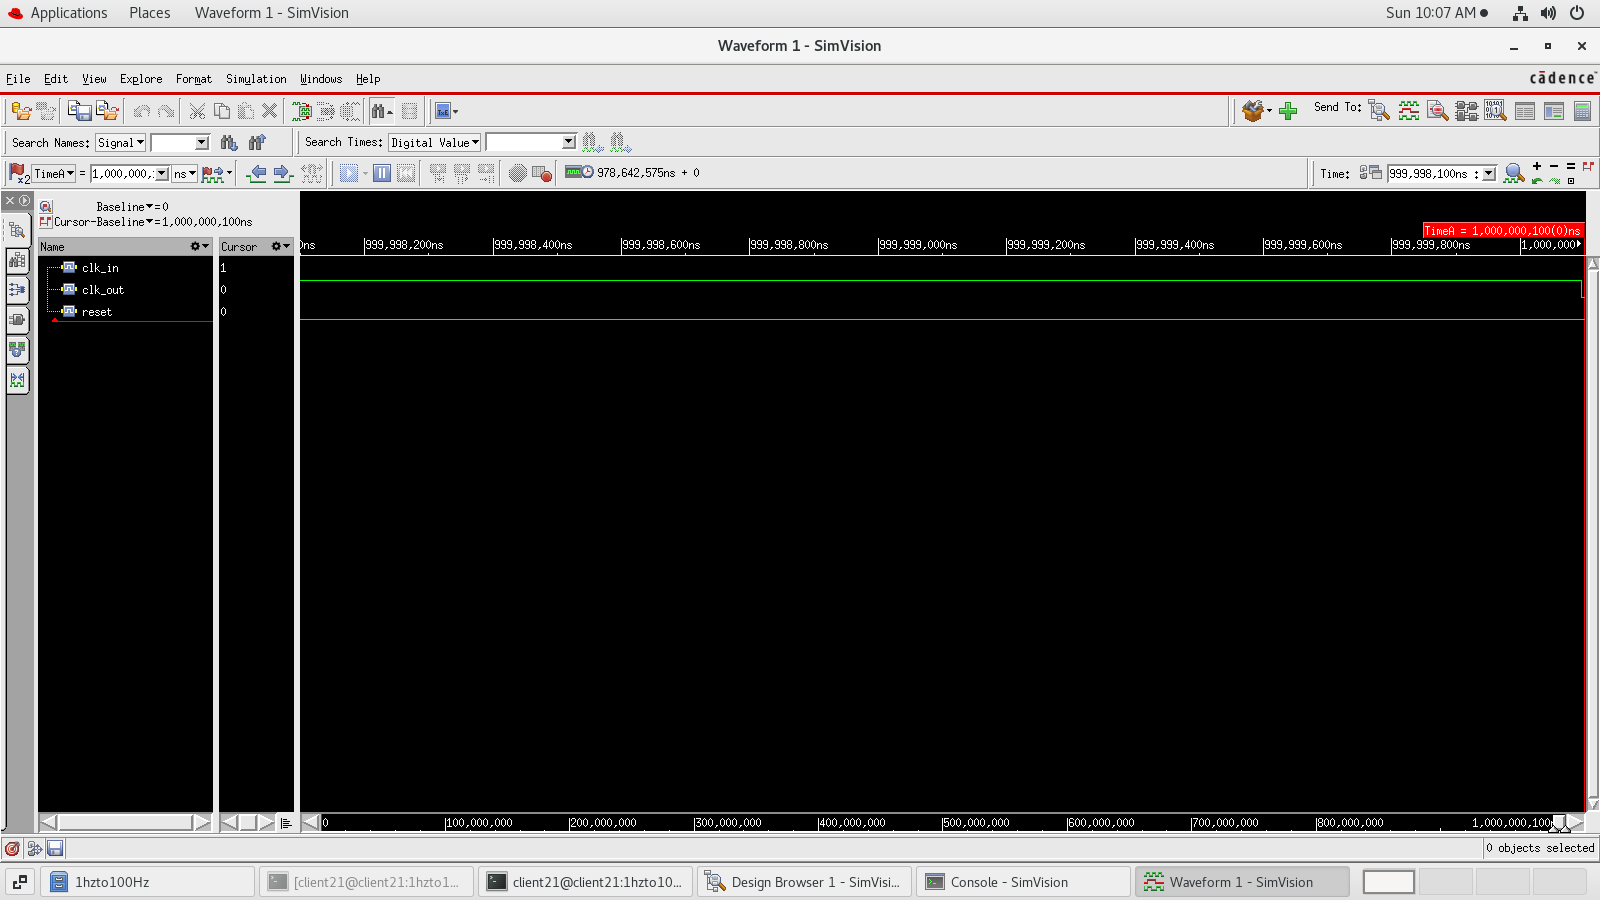 Applications Places Waveform 1 - SimVision Sun 10:07 AM
Waveform 1 - SimVision
File Edit View Explore Format Simulation Windows Help cādence
Send To:
Search Names: Signal Search Times: Digital Value
x2 TimeA = 1,000,000,: ns 978,642,575ns + 0 Time: 999,998,100ns :
Baseline=0
Cursor-Baseline=1,000,000,100ns
TimeA = 1,000,000,100(0)ns
Name Cursor 0ns 999,998,200ns 999,998,400ns 999,998,600ns 999,998,800ns 999,999,000ns 999,999,200ns 999,999,400ns 999,999,600ns 999,999,800ns 1,000,000
clk_in 1
clk_out 0
reset 0
0 100,000,000 200,000,000 300,000,000 400,000,000 500,000,000 600,000,000 700,000,000 800,000,000 1,000,000,100n
0 objects selected
1hzto100Hz [client21@client21:1hzto1... client21@client21:1hzto10... Design Browser 1 - SimVisi... Console - SimVision Waveform 1 - SimVision